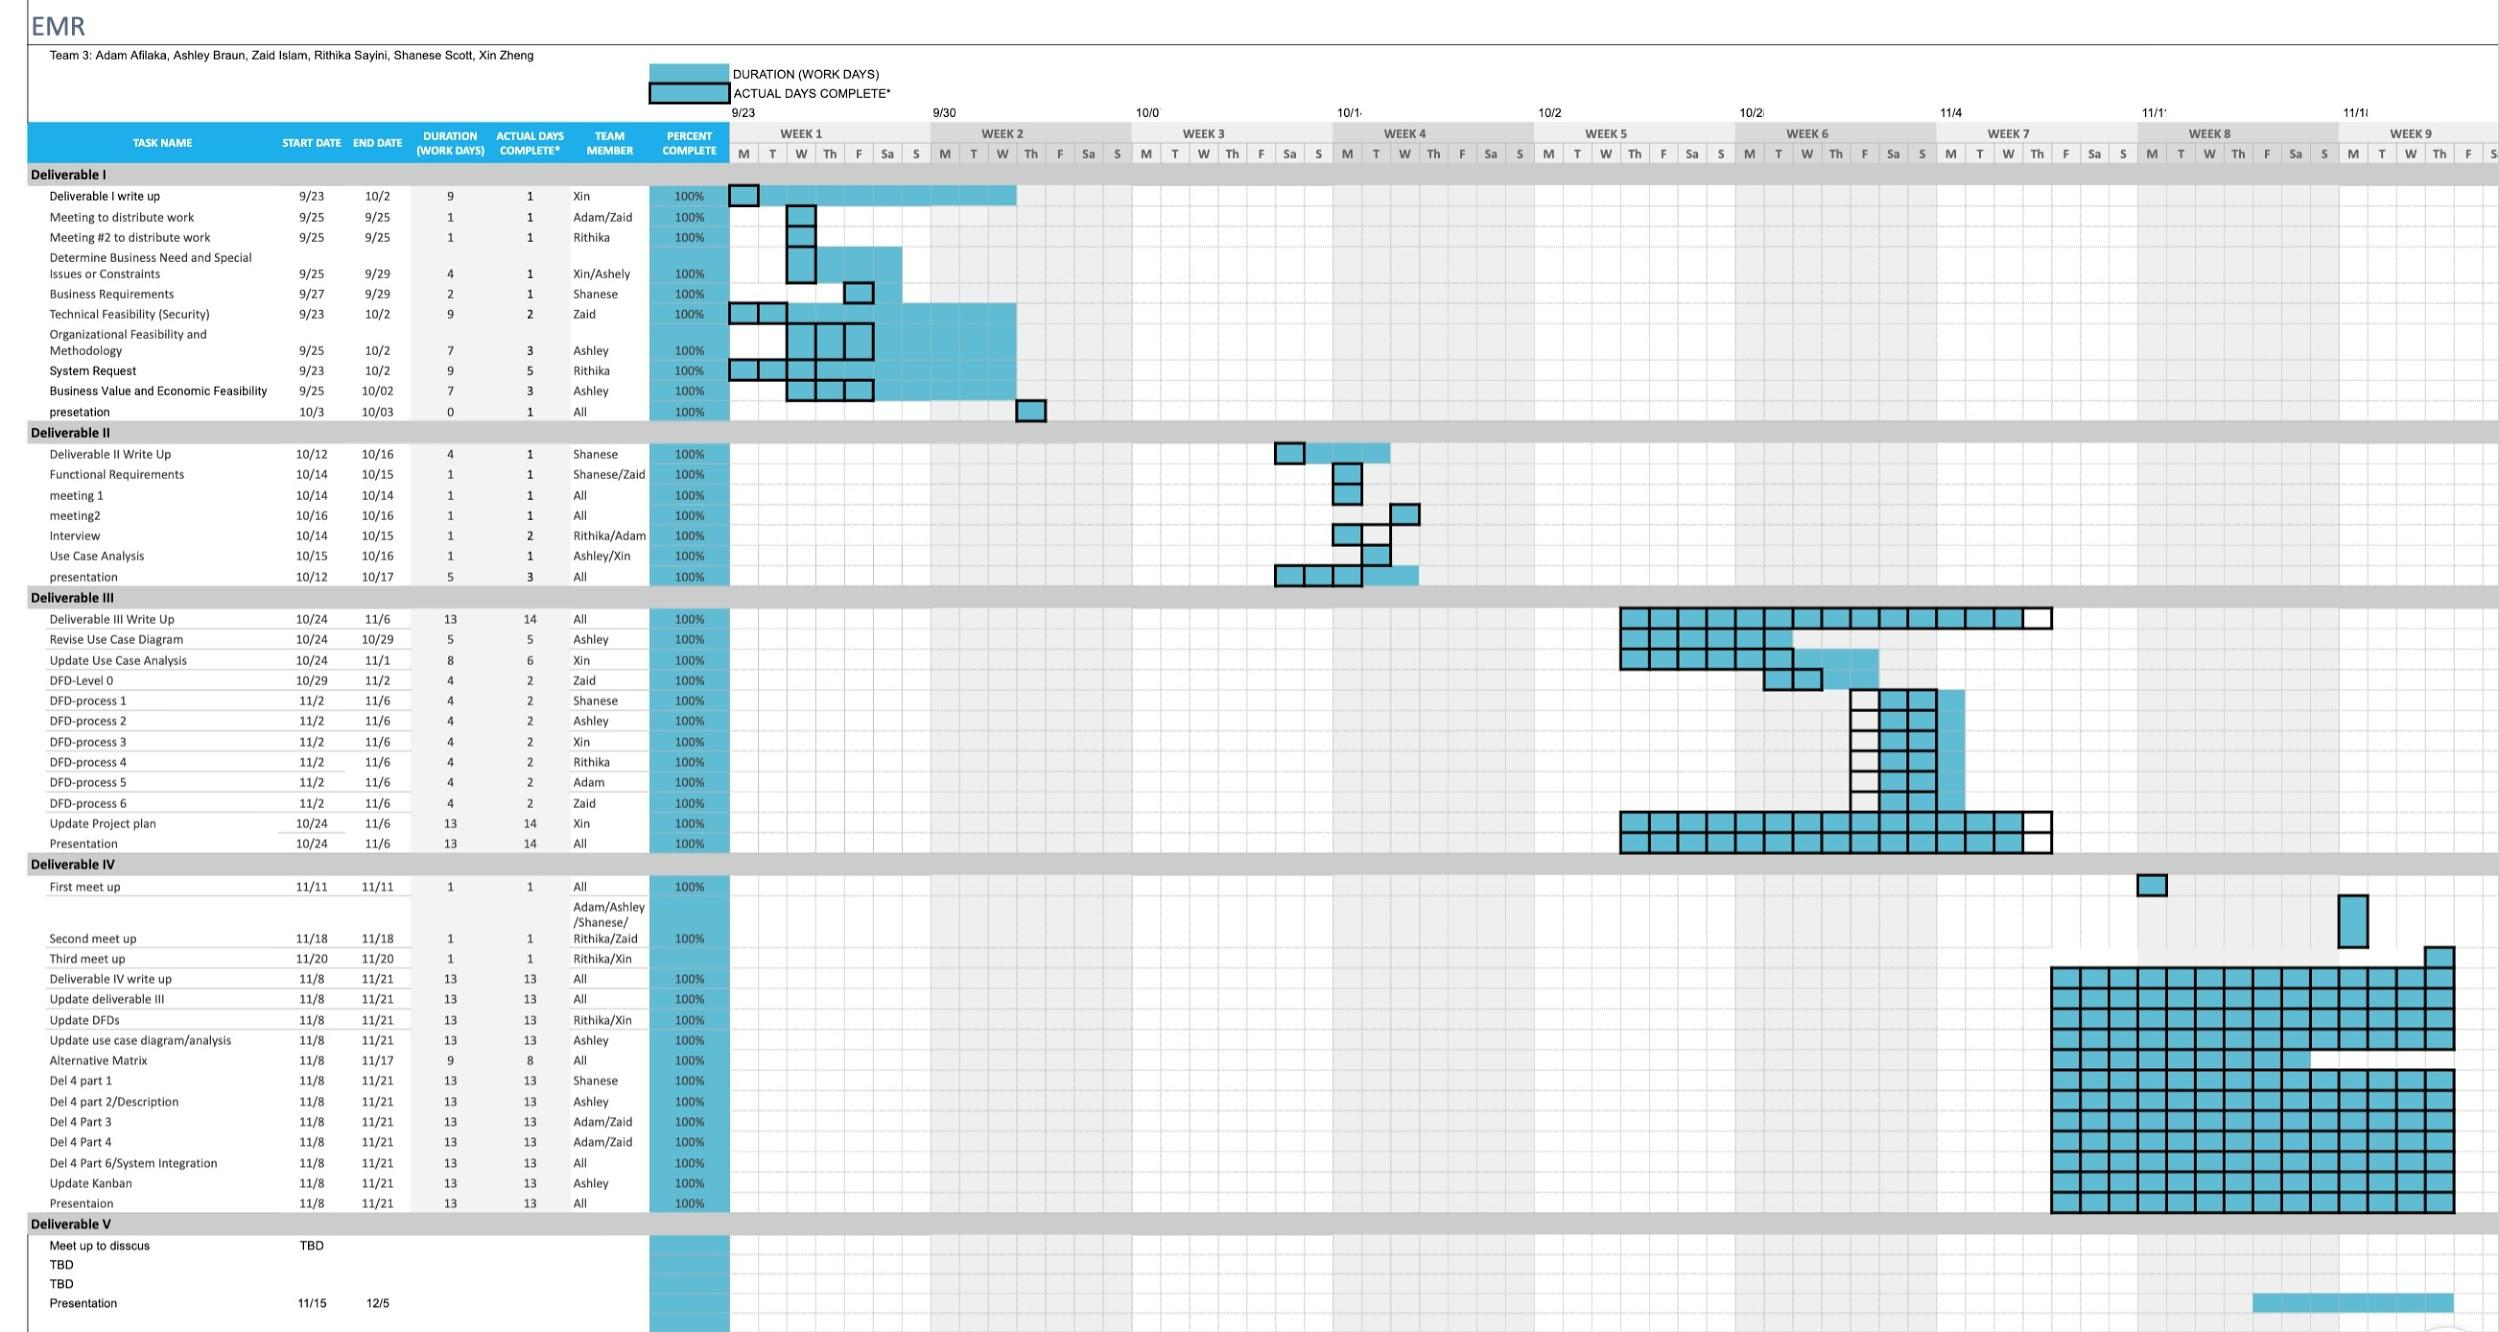 EMR
Team 3: Adam Afilaka, Ashley Braun, Zaid Islam, Rithika Sayini, Shanese Scott, Xin Zheng
DURATION (WORK DAYS)
ACTUAL DAYS COMPLETE*
9/23 9/30 10/0 10/1 10/2 10/2 11/4 11/1 11/1
TASK NAME START DATE END DATE DURATION (WORK DAYS) ACTUAL DAYS COMPLETE* TEAM MEMBER PERCENT COMPLETE
WEEK 1 WEEK 2 WEEK 3 WEEK 4 WEEK 5 WEEK 6 WEEK 7 WEEK 8 WEEK 9
M T W Th F Sa S M T W Th F Sa S M T W Th F Sa S M T W Th F Sa S M T W Th F Sa S M T W Th F Sa S M T W Th F Sa S M T W Th F Sa S M T W Th F S
Deliverable I
Deliverable I write up 9/23 10/2 9 1 Xin 100%
Meeting to distribute work 9/25 9/25 1 1 Adam/Zaid 100%
Meeting #2 to distribute work 9/25 9/25 1 1 Rithika 100%
Determine Business Need and Special
Issues or Constraints 9/25 9/29 4 1 Xin/Ashely 100%
Business Requirements 9/27 9/29 2 1 Shanese 100%
Technical Feasibility (Security) 9/23 10/2 9 2 Zaid 100%
Organizational Feasibility and
Methodology 9/25 10/2 7 3 Ashley 100%
System Request 9/23 10/2 9 5 Rithika 100%
Business Value and Economic Feasibility 9/25 10/02 7 3 Ashley 100%
presetation 10/3 10/03 0 1 All 100%
Deliverable II
Deliverable II Write Up 10/12 10/16 4 1 Shanese 100%
Functional Requirements 10/14 10/15 1 1 Shanese/Zaid 100%
meeting 1 10/14 10/14 1 1 All 100%
meeting2 10/16 10/16 1 1 All 100%
Interview 10/14 10/15 1 2 Rithika/Adam 100%
Use Case Analysis 10/15 10/16 1 1 Ashley/Xin 100%
presentation 10/12 10/17 5 3 All 100%
Deliverable III
Deliverable III Write Up 10/24 11/6 13 14 All 100%
Revise Use Case Diagram 10/24 10/29 5 5 Ashley 100%
Update Use Case Analysis 10/24 11/1 8 6 Xin 100%
DFD-Level 0 10/29 11/2 4 2 Zaid 100%
DFD-process 1 11/2 11/6 4 2 Shanese 100%
DFD-process 2 11/2 11/6 4 2 Ashley 100%
DFD-process 3 11/2 11/6 4 2 Xin 100%
DFD-process 4 11/2 11/6 4 2 Rithika 100%
DFD-process 5 11/2 11/6 4 2 Adam 100%
DFD-process 6 11/2 11/6 4 2 Zaid 100%
Update Project plan 10/24 11/6 13 14 Xin 100%
Presentation 10/24 11/6 13 14 All 100%
Deliverable IV
First meet up 11/11 11/11 1 1 All 100%
Adam/Ashley
/Shanese/
Second meet up 11/18 11/18 1 1 Rithika/Zaid 100%
Third meet up 11/20 11/20 1 1 Rithika/Xin
Deliverable IV write up 11/8 11/21 13 13 All 100%
Update deliverable III 11/8 11/21 13 13 All 100%
Update DFDs 11/8 11/21 13 13 Rithika/Xin 100%
Update use case diagram/analysis 11/8 11/21 13 13 Ashley 100%
Alternative Matrix 11/8 11/17 9 8 All 100%
Del 4 part 1 11/8 11/21 13 13 Shanese 100%
Del 4 part 2/Description 11/8 11/21 13 13 Ashley 100%
Del 4 Part 3 11/8 11/21 13 13 Adam/Zaid 100%
Del 4 Part 4 11/8 11/21 13 13 Adam/Zaid 100%
Del 4 Part 6/System Integration 11/8 11/21 13 13 All 100%
Update Kanban 11/8 11/21 13 13 Ashley 100%
Presentaion 11/8 11/21 13 13 All 100%
Deliverable V
Meet up to disscus TBD
TBD
TBD
Presentation 11/15 12/5